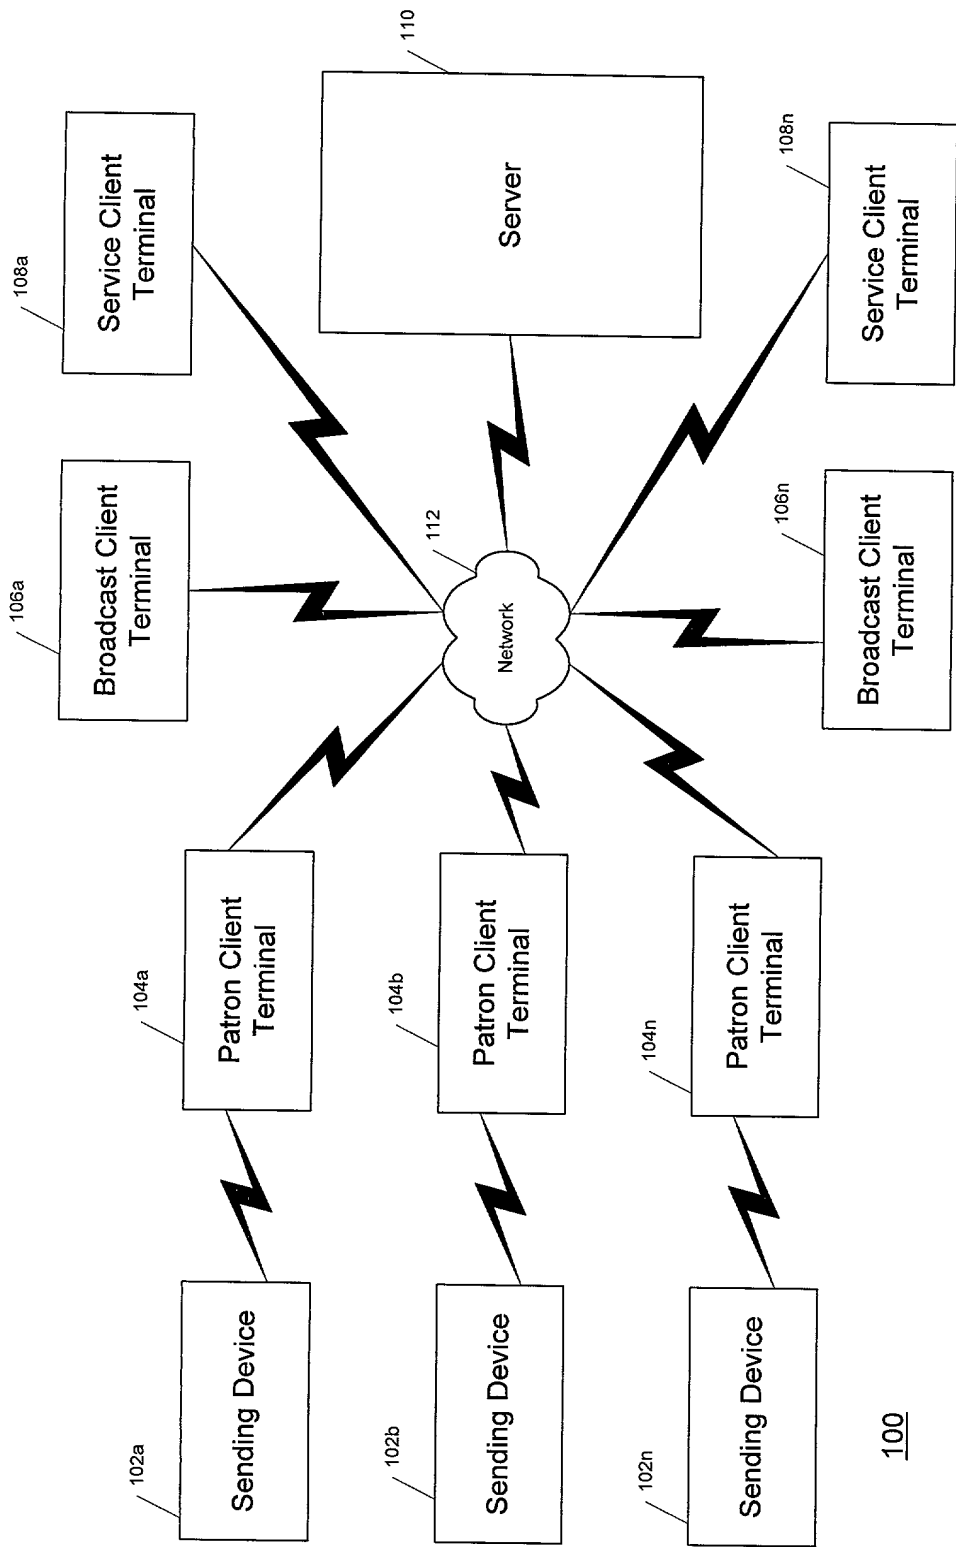 106a
Broadcast Client
Terminal
108a
Service Client
Terminal
102a
Sending Device
104a
Patron Client
Terminal
110
Server
112
Network
102b
Sending Device
104b
Patron Client
Terminal
102n
Sending Device
104n
Patron Client
Terminal
106n
Broadcast Client
Terminal
108n
Service Client
Terminal
100